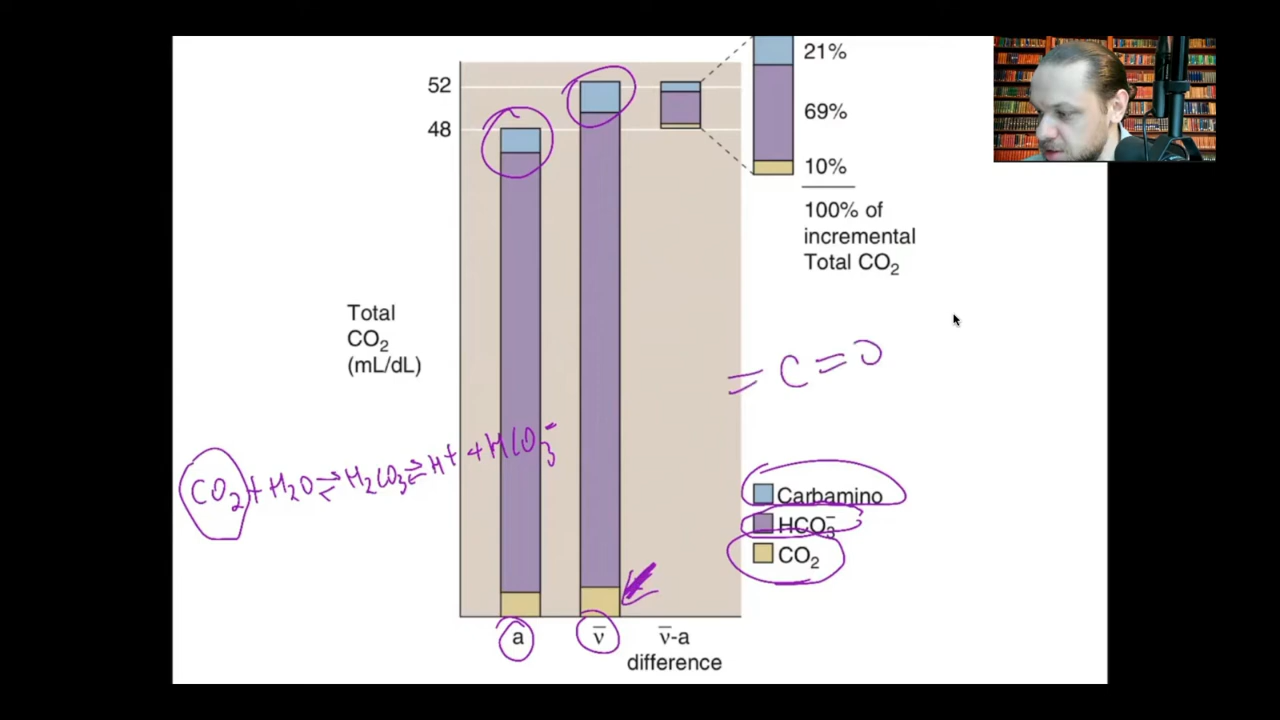 52
48
21%
69%
10%
100% of
incremental
Total CO₂
Total
CO₂
(mL/dL)
= C = O
CO₂ + H₂O ⇌ H₂CO₃ ⇌ H⁺ + HCO₃⁻
Carbamino
HCO₃⁻
CO₂
a
v̅
v̅-a
difference